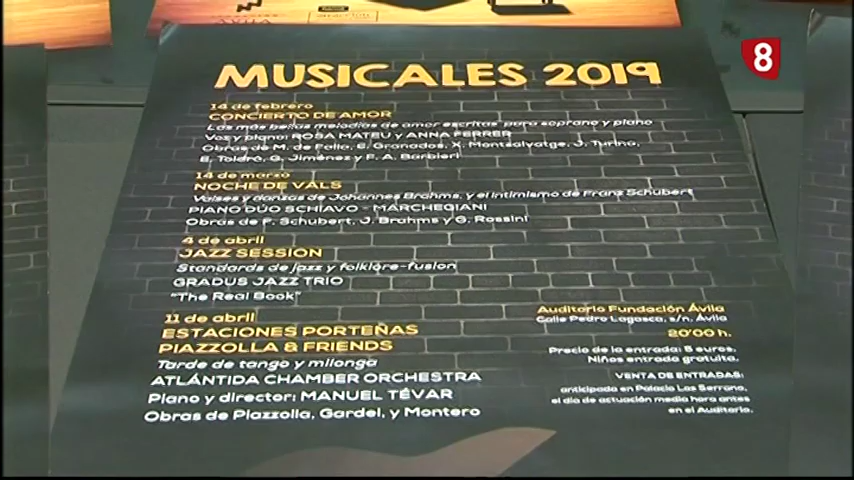 8
MUSICALES 2019
14 de febrero
CONCIERTO DE AMOR
Las más bellas melodías de amor escritas para soprano y piano
Voz y piano: ROSA MATEU y ANNA FERRER
Obras de M. de Falla, E. Granados, X. Montsalvatge, J. Turina,
E. Toldrá, G. Jiménez y F. A. Barbieri
14 de marzo
NOCHE DE VALS
Valses y danzas de Johannes Brahms, y el intimismo de Franz Schubert
PIANO DÚO SCHIAVO - MARCHEGIANI
Obras de F. Schubert, J. Brahms y G. Rossini
4 de abril
JAZZ SESSION
Standards de jazz y folklore-fusion
GRADUS JAZZ TRIO
"The Real Book"
11 de abril
ESTACIONES PORTEÑAS
PIAZZOLLA & FRIENDS
Tarde de tango y milonga
ATLÁNTIDA CHAMBER ORCHESTRA
Piano y director: MANUEL TÉVAR
Obras de Piazzolla, Gardel, y Montero
Auditorio Fundación Ávila
Calle Pedro Lagasca, s/n. Ávila
20'00 h.
Precio de la entrada: 5 euros.
Niños entrada gratuita.
VENTA DE ENTRADAS:
anticipada en Palacio Los Serrano,
el día de actuación media hora antes
en el Auditorio.